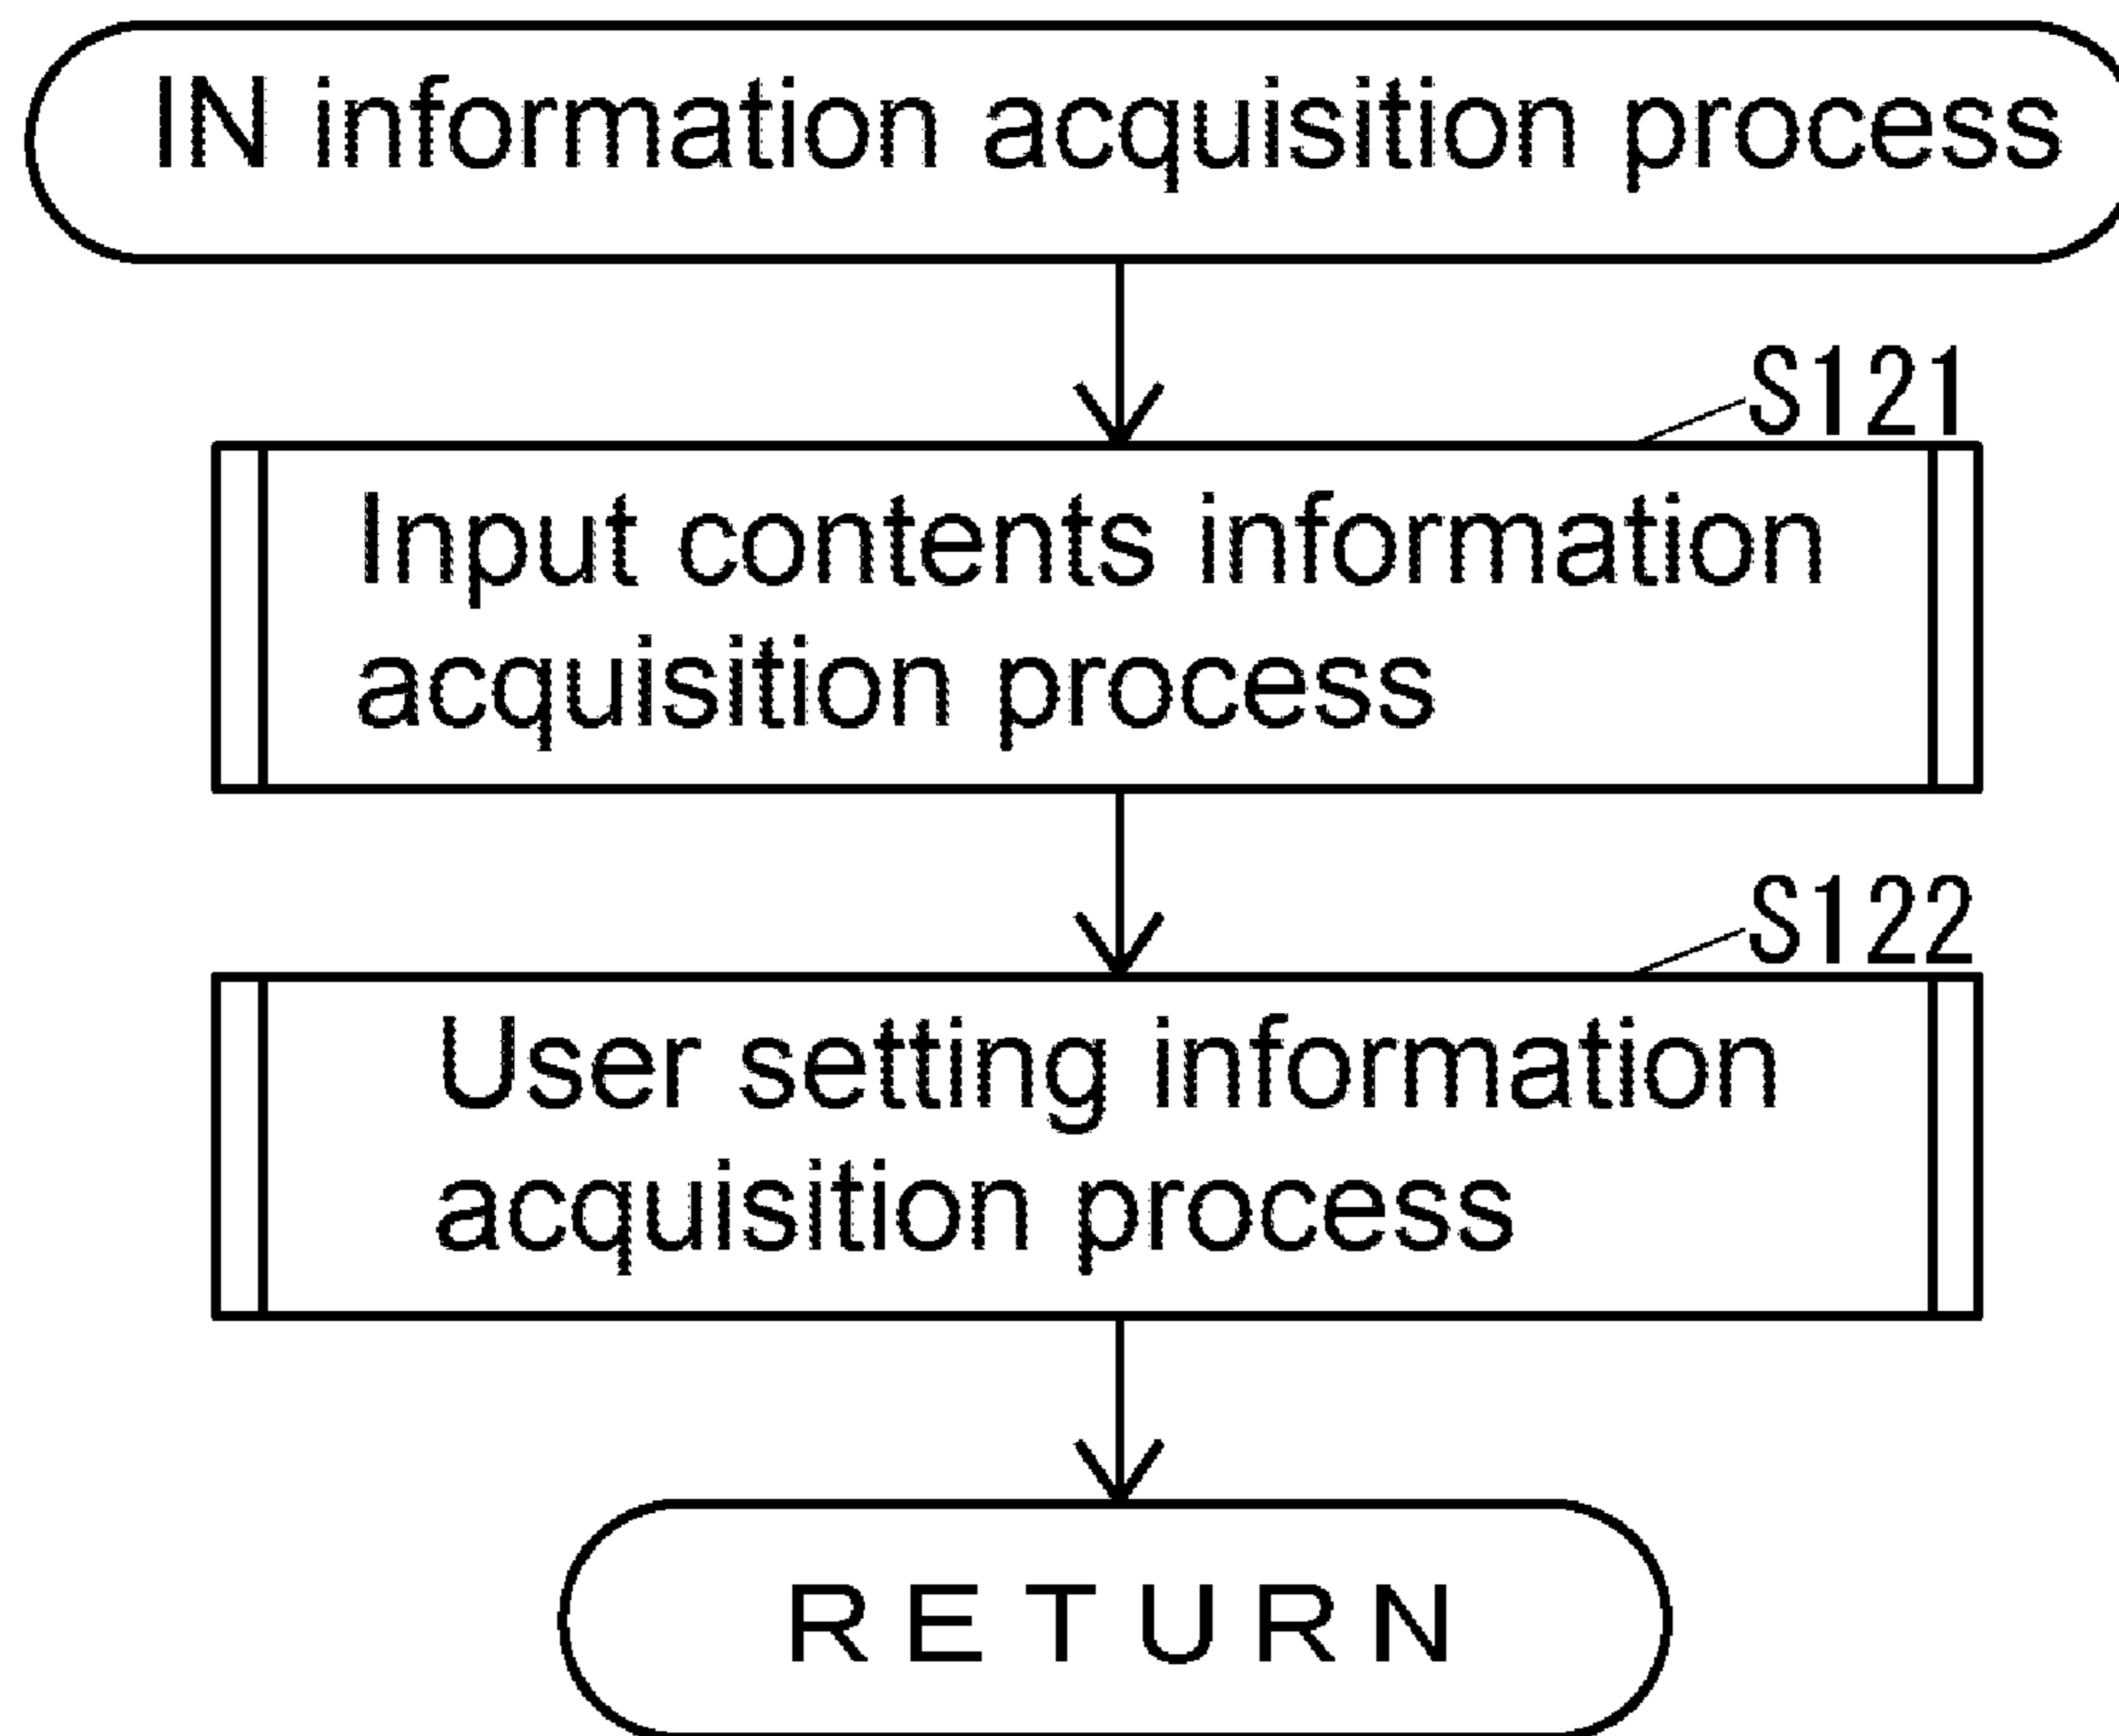 IN information acquisition process
S121
Input contents information
acquisition process
S122
User setting information
acquisition process
RETURN